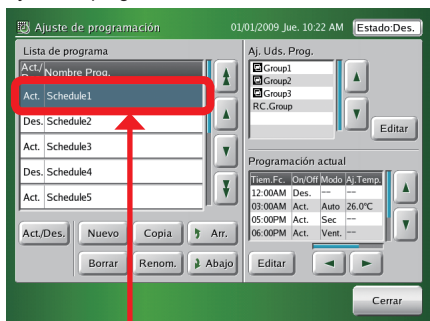 Ajuste de programación 01/01/2009 Jue. 10:22 AM Estado:Des.
Lista de programa
Act./ Nombre Prog.
Act. Schedule1
Des. Schedule2
Act. Schedule3
Des. Schedule4
Act. Schedule5
Act./Des. Nuevo Copia Arr.
Borrar Renom. Abajo
Aj. Uds. Prog.
Group1
Group2
Group3
RC.Group
Editar
Programación actual
Tiem.Fc. On/Off Modo Aj.Temp.
12:00AM Des. -- --
03:00AM Act. Auto 26.0°C
05:00PM Act. Sec --
06:00PM Act. Vent. --
Editar
Cerrar